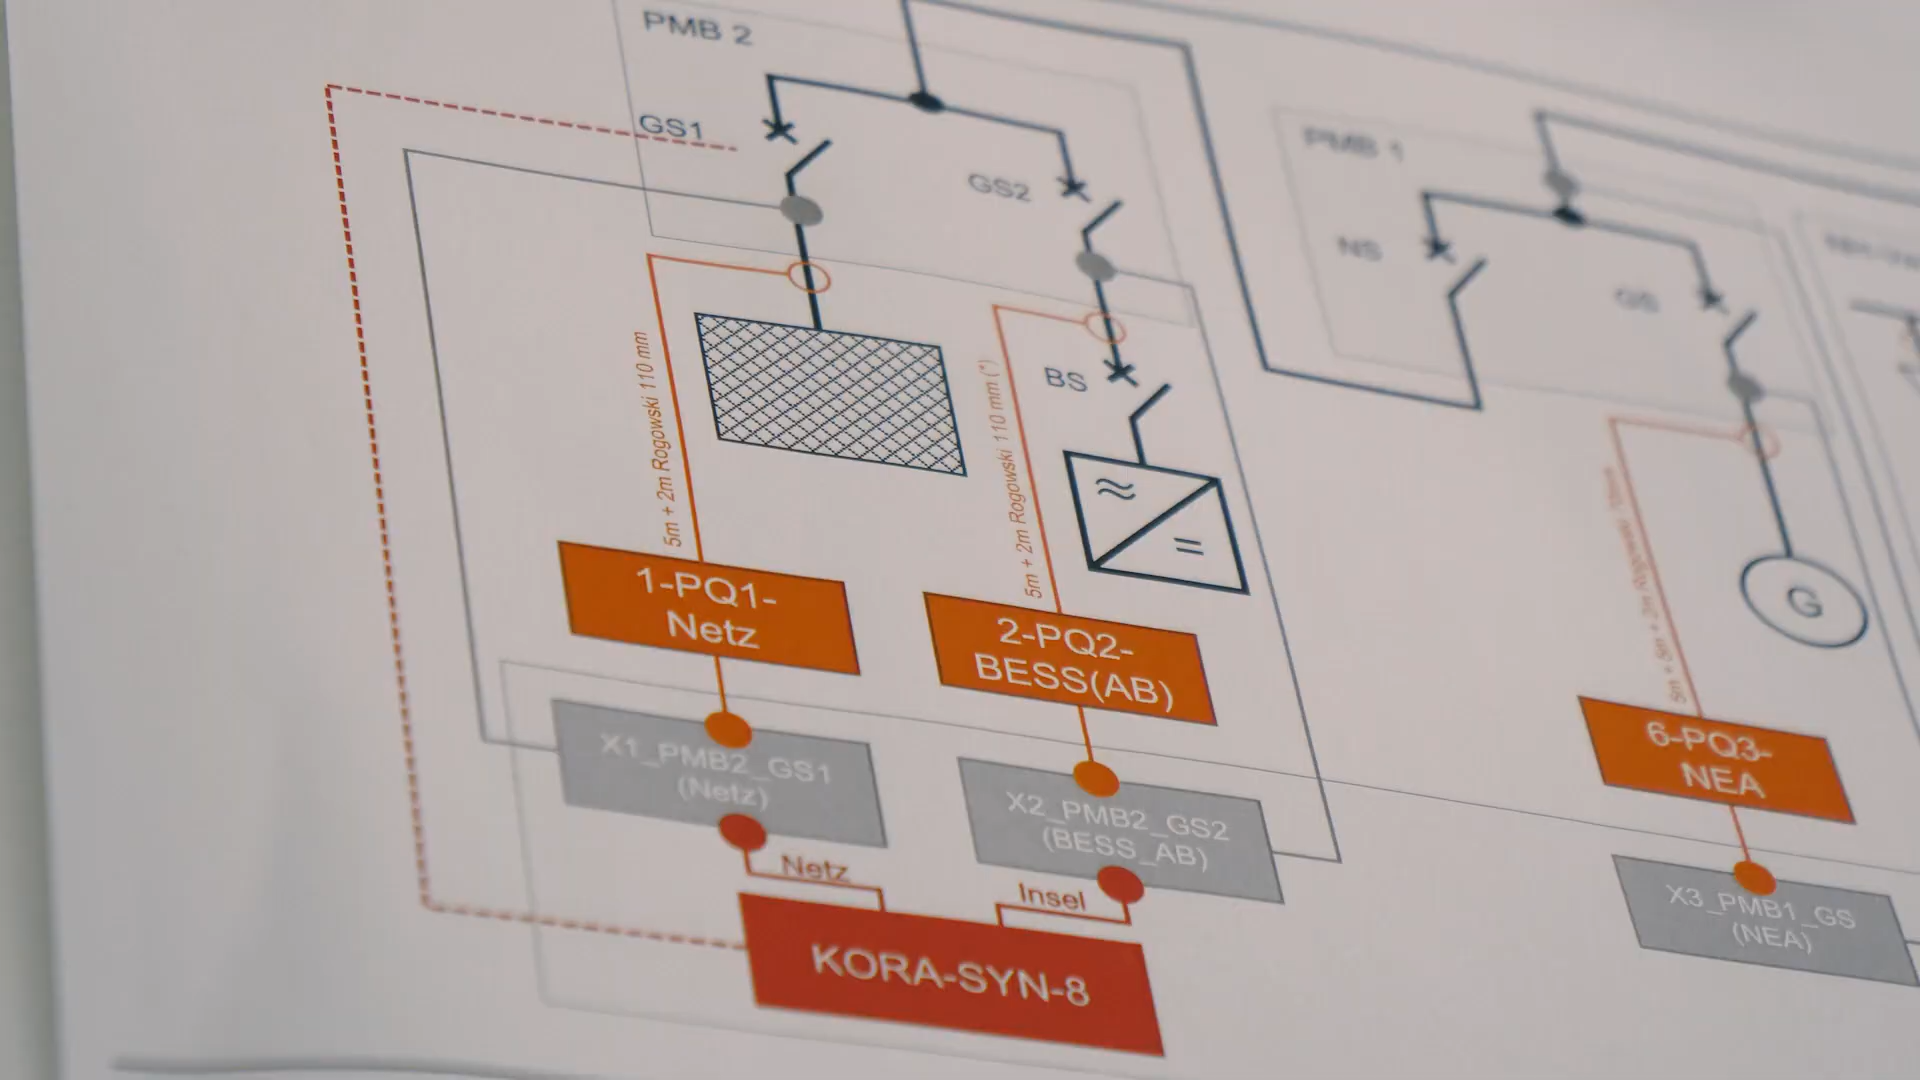 PMB 2
GS1
GS2
PMB 1
NS
GS
BS
5m + 2m Rogowski 110 mm
5m + 2m Rogowski 110 mm (*)
G
1-PQ1-
Netz
2-PQ2-
BESS(AB)
6-PQ3-
NEA
X1_PMB2_GS1
(Netz)
X2_PMB2_GS2
(BESS_AB)
X3_PMB1_GS
(NEA)
Netz
Insel
KORA-SYN-8